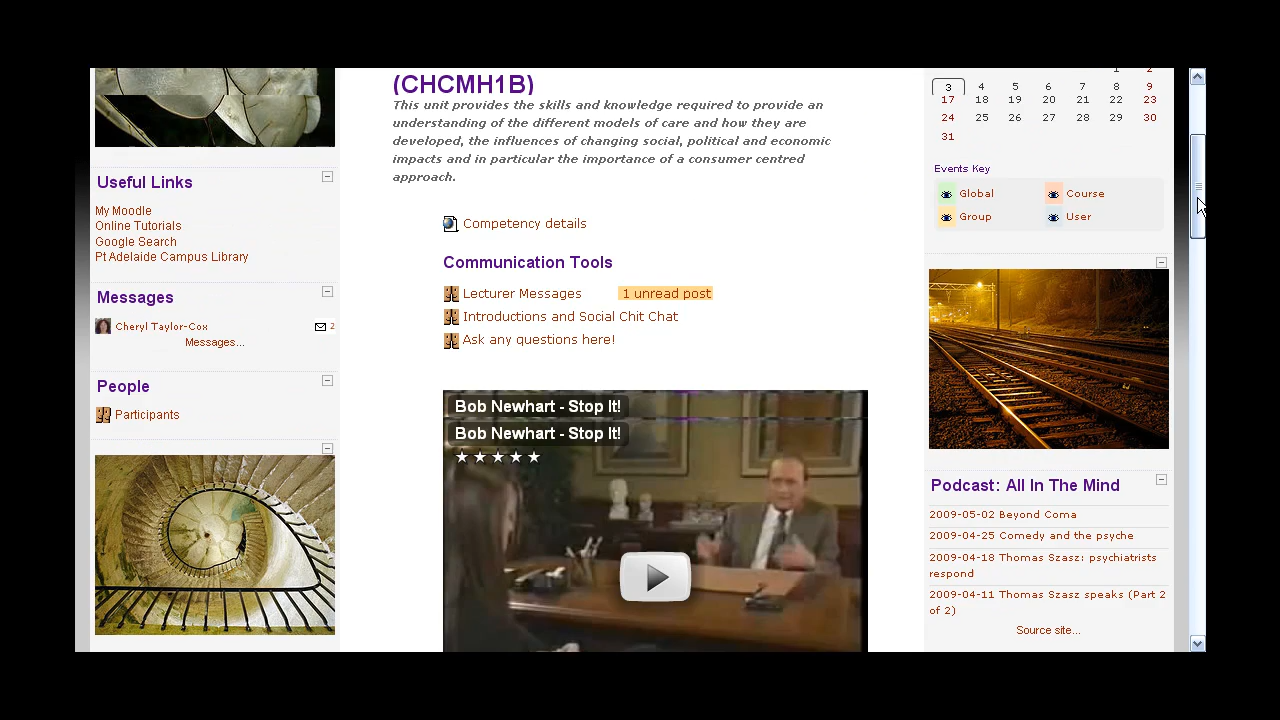 Useful Links
My Moodle
Online Tutorials
Google Search
Pt Adelaide Campus Library
Messages
Cheryl Taylor-Cox 2
Messages...
People
Participants
(CHCMH1B)
This unit provides the skills and knowledge required to provide an
understanding of the different models of care and how they are
developed, the influences of changing social, political and economic
impacts and in particular the importance of a consumer centred
approach.
Competency details
Communication Tools
Lecturer Messages 1 unread post
Introductions and Social Chit Chat
Ask any questions here!
Bob Newhart - Stop It!
Bob Newhart - Stop It!
1 2
3 4 5 6 7 8 9
17 18 19 20 21 22 23
24 25 26 27 28 29 30
31
Events Key
Global Course
Group User
Podcast: All In The Mind
2009-05-02 Beyond Coma
2009-04-25 Comedy and the psyche
2009-04-18 Thomas Szasz: psychiatrists
respond
2009-04-11 Thomas Szasz speaks (Part 2
of 2)
Source site...